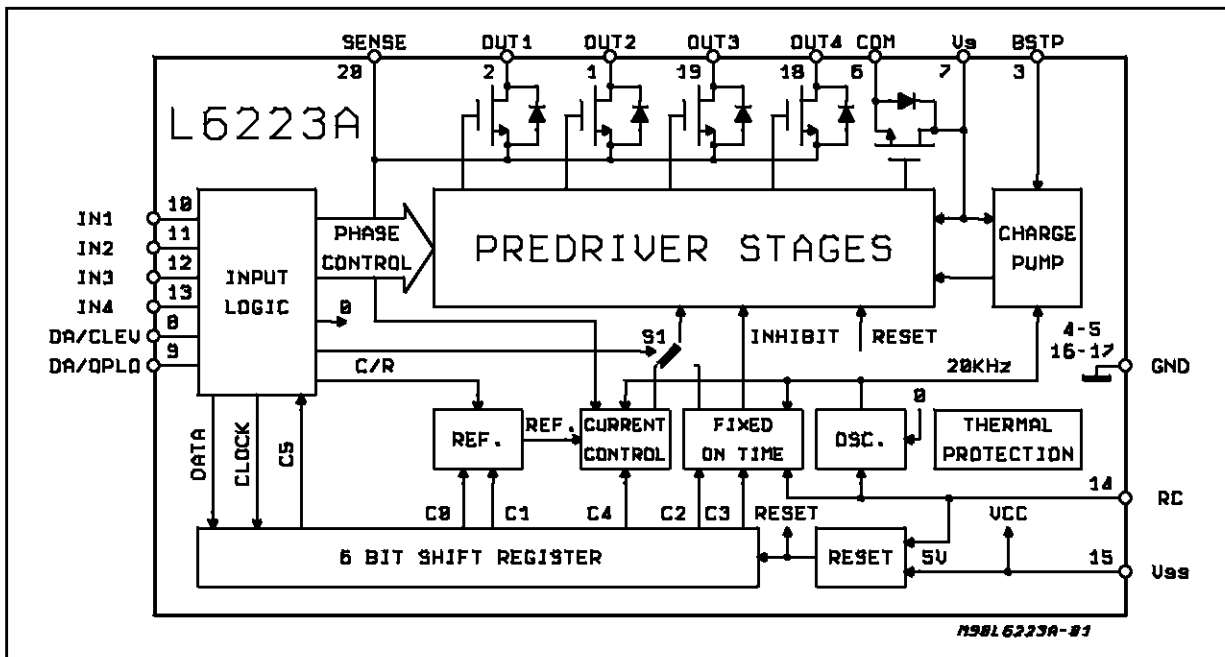 SENSE OUT1 OUT2 OUT3 OUT4 COM Vs BSTP
20 2 1 19 18 6 7 3
L6223A
IN1 10
IN2 11
IN3 12
IN4 13
DA/CLEV 8
DA/OPLO 9
INPUT
LOGIC
PHASE
CONTROL
PREDRIVER STAGES
CHARGE
PUMP
0
S1
INHIBIT
RESET
4-5
16-17
GND
C/R
20KHz
DATA
CLOCK
C5
REF.
REF.
CURRENT
CONTROL
FIXED
ON TIME
OSC.
0
THERMAL
PROTECTION
14
RC
C0 C1 C4 C2 C3 RESET
VCC
6 BIT SHIFT REGISTER
RESET
5V
15
Vss
M90L6223A-01